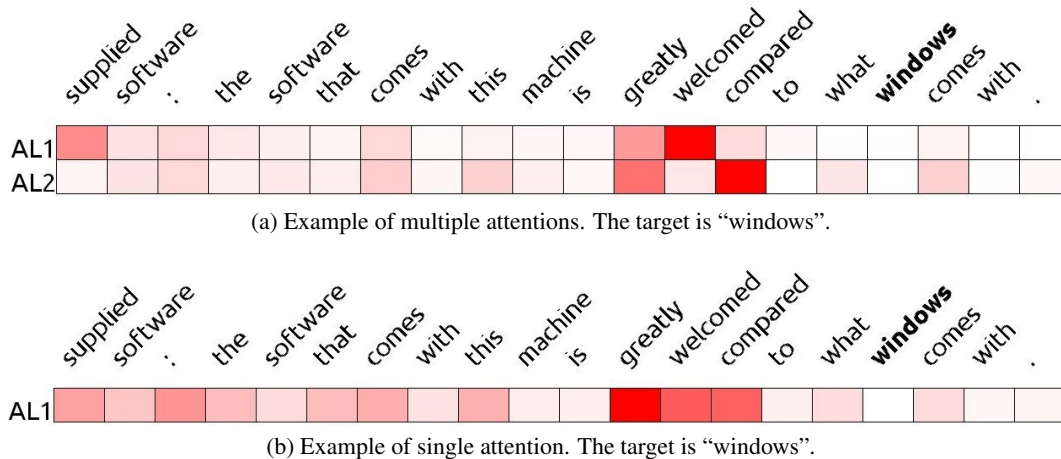 supplied software : the software that comes with this machine is greatly welcomed compared to what windows comes with .
AL1
AL2
(a) Example of multiple attentions. The target is “windows”.
supplied software : the software that comes with this machine is greatly welcomed compared to what windows comes with .
AL1
(b) Example of single attention. The target is “windows”.